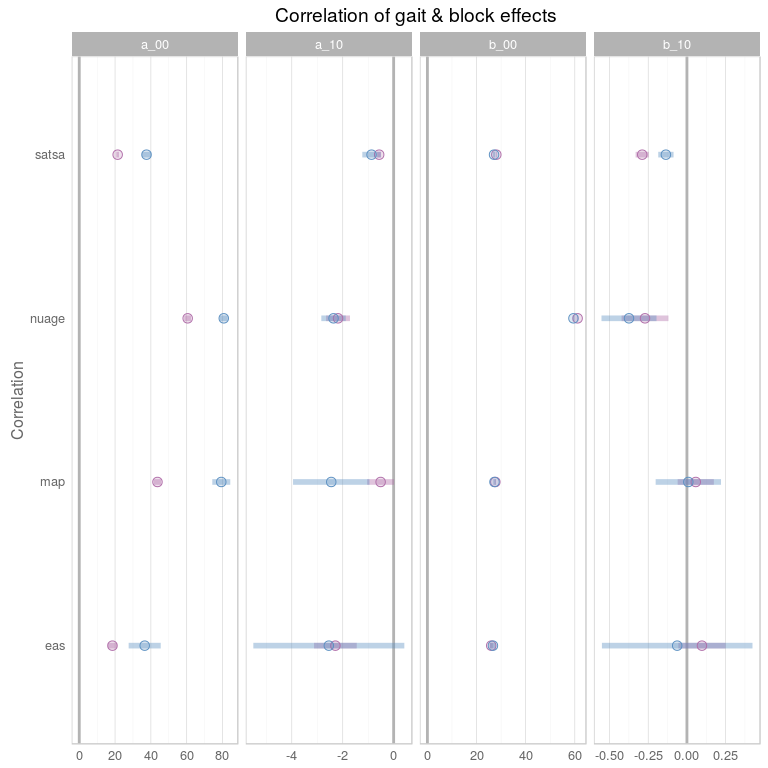 Correlation of gait & block effects
a_00 a_10 b_00 b_10
satsa
nuage
map
eas
Correlation
0 20 40 60 80 -4 -2 0 0 20 40 60 -0.50 -0.25 0.00 0.25